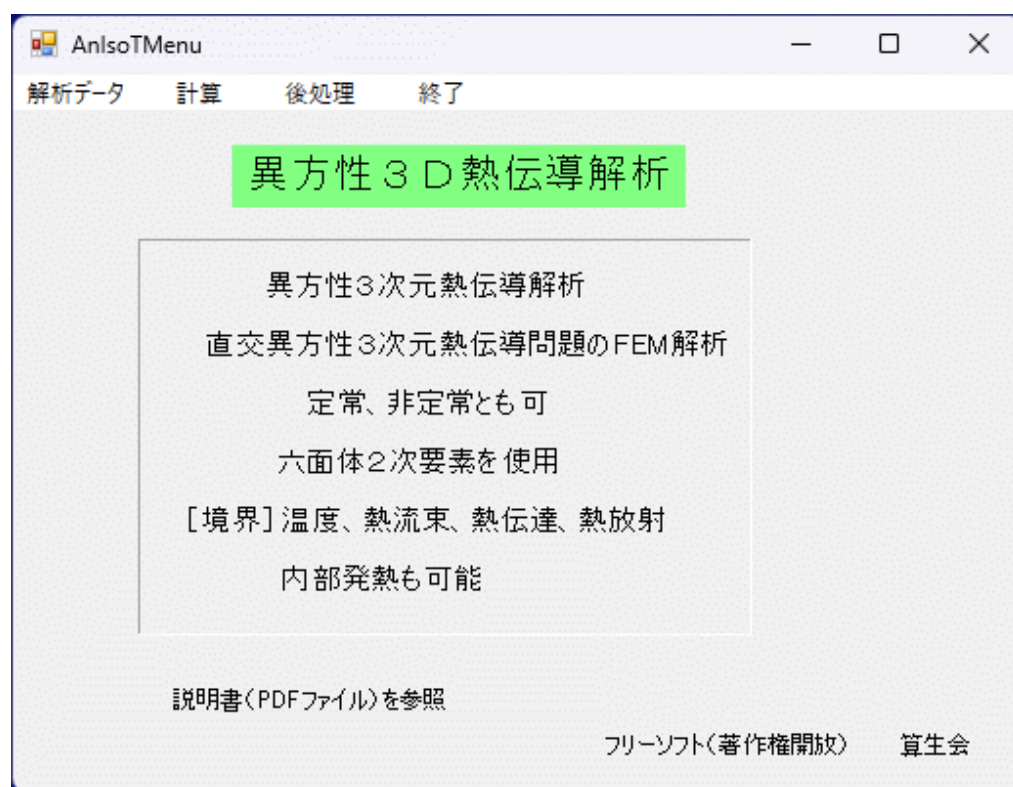 AnIsoTMenu
解析データ 計算 後処理 終了
異方性３Ｄ熱伝導解析
異方性３次元熱伝導解析
直交異方性３次元熱伝導問題のFEM解析
定常、非定常とも可
六面体２次要素を使用
[境界]温度、熱流束、熱伝達、熱放射
内部発熱も可能
説明書(PDFファイル)を参照
フリーソフト(著作権開放) 算生会